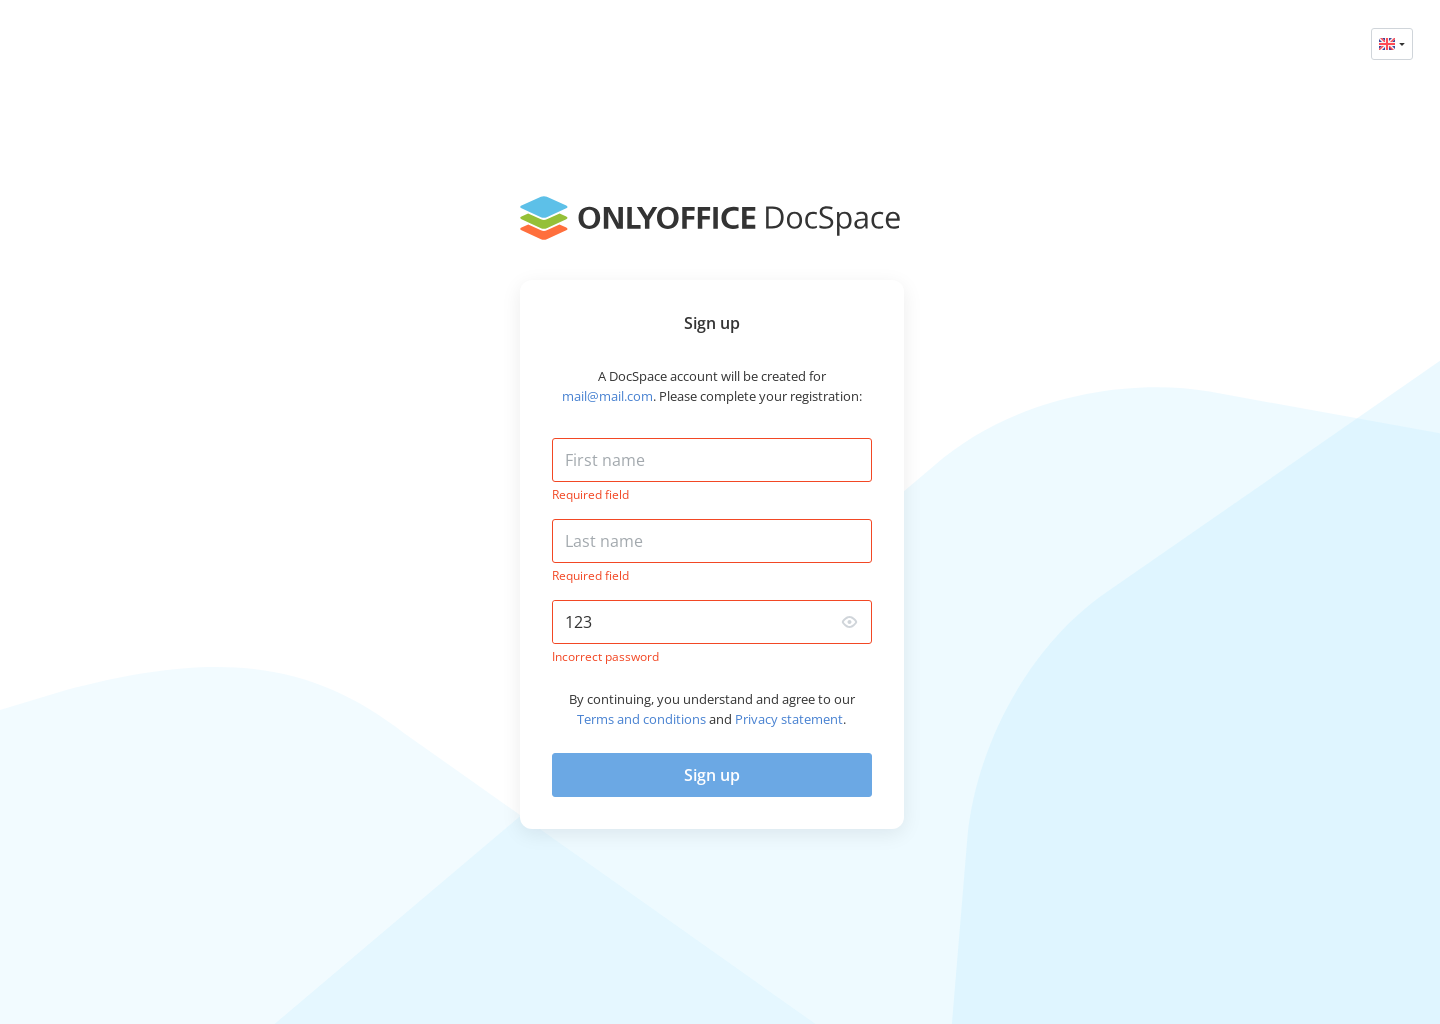 ONLYOFFICE DocSpace
Sign up
A DocSpace account will be created for
mail@mail.com. Please complete your registration:
First name
Required field
Last name
Required field
123
Incorrect password
By continuing, you understand and agree to our
Terms and conditions and Privacy statement.
Sign up